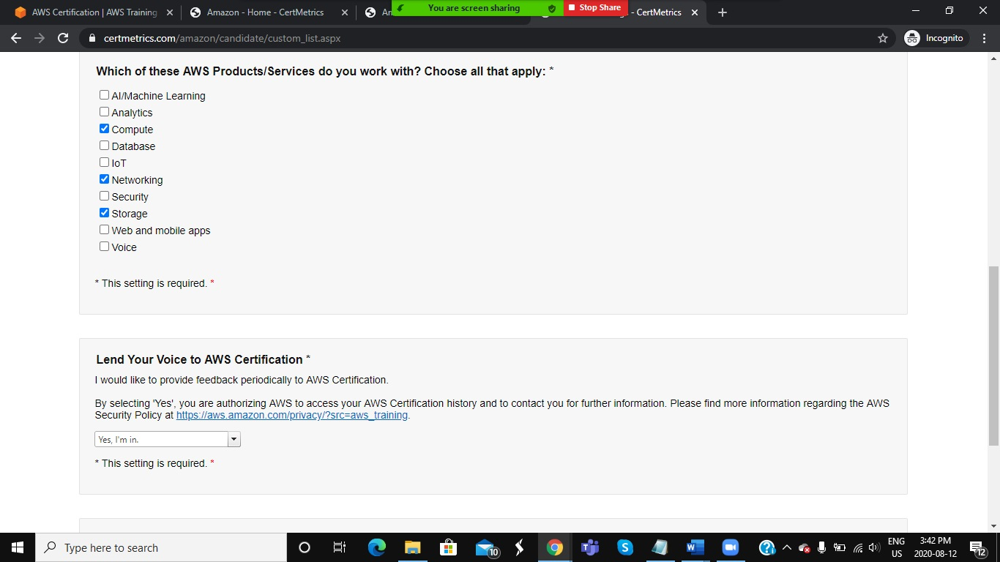 AWS Certification | AWS Training
Amazon - Home - CertMetrics
You are screen sharing
Stop Share
- CertMetrics
certmetrics.com/amazon/candidate/custom_list.aspx
Incognito
Which of these AWS Products/Services do you work with? Choose all that apply: *
AI/Machine Learning
Analytics
Compute
Database
IoT
Networking
Security
Storage
Web and mobile apps
Voice
* This setting is required. *
Lend Your Voice to AWS Certification *
I would like to provide feedback periodically to AWS Certification.
By selecting 'Yes', you are authorizing AWS to access your AWS Certification history and to contact you for further information. Please find more information regarding the AWS
Security Policy at https://aws.amazon.com/privacy/?src=aws_training.
Yes, I'm in.
* This setting is required. *
Type here to search
10
ENG
US
3:42 PM
2020-08-12
12